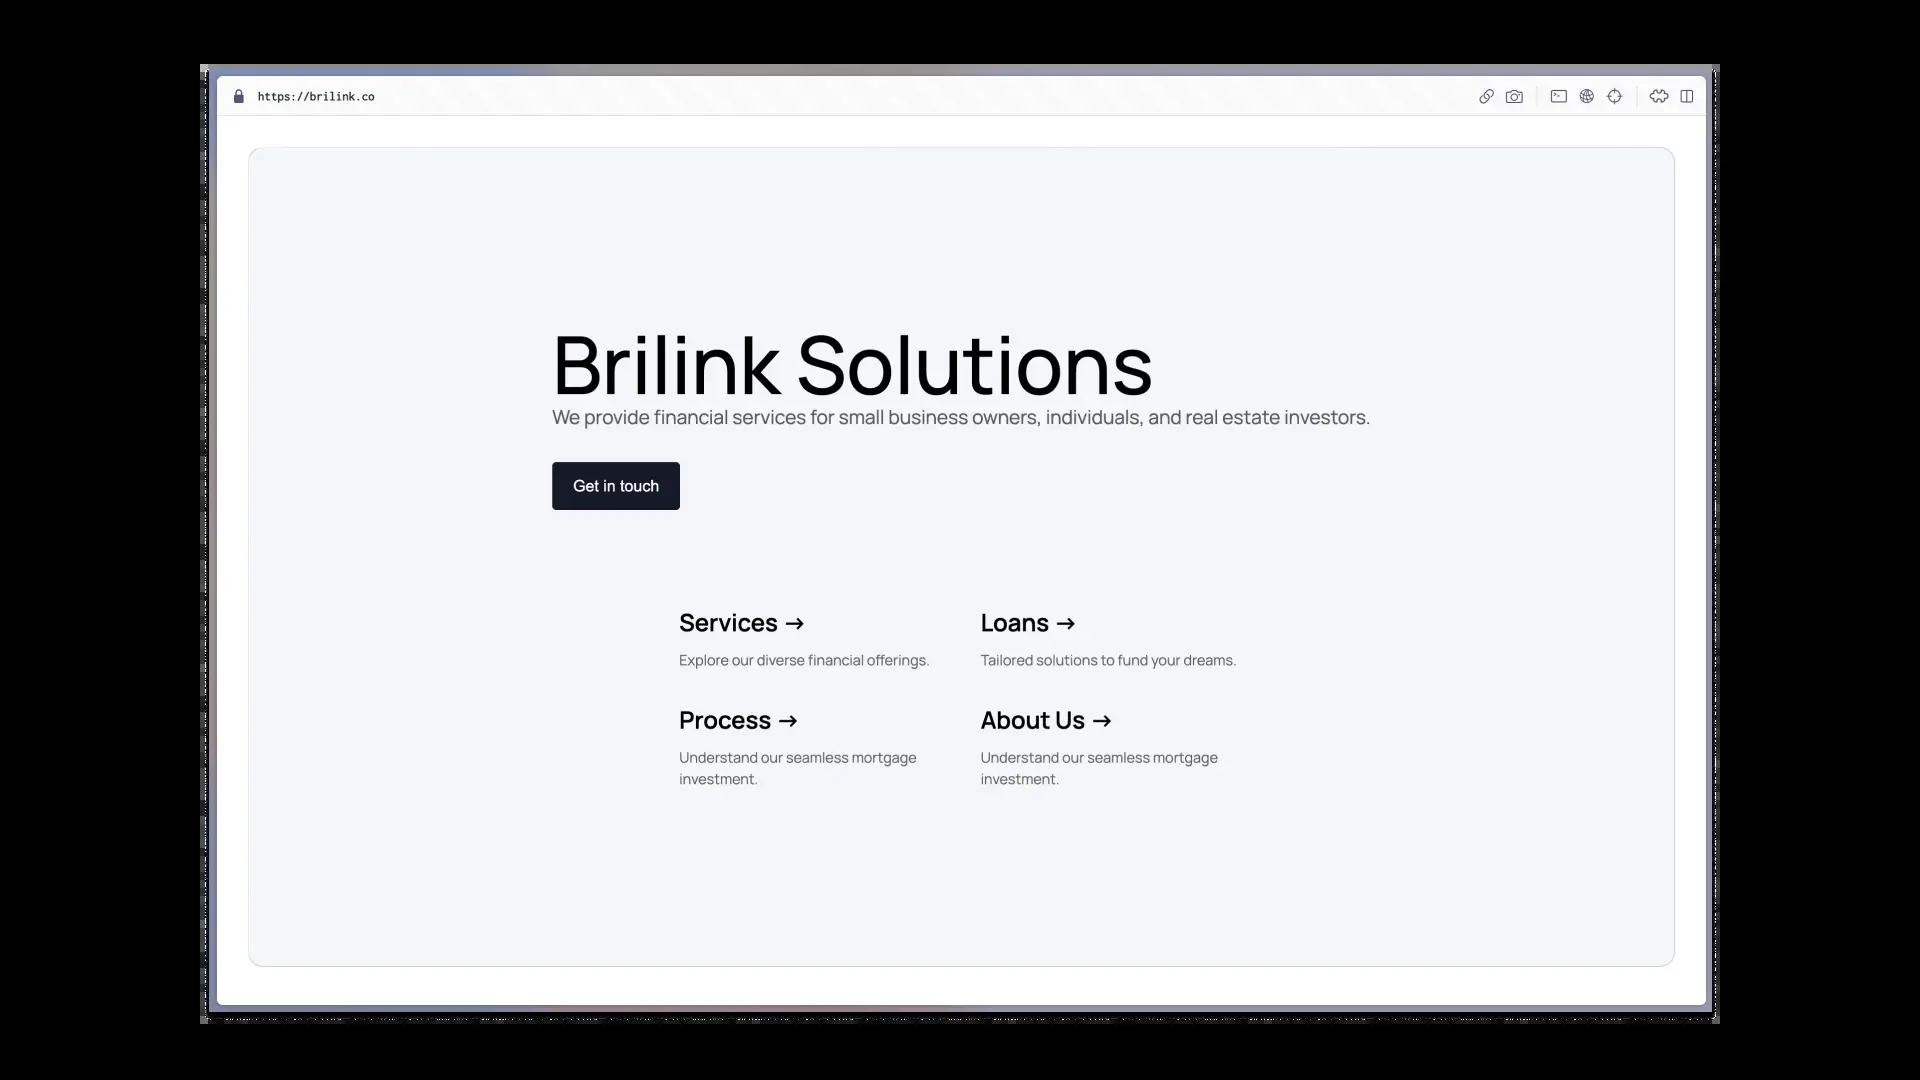 https://brilink.co
Brilink Solutions
We provide financial services for small business owners, individuals, and real estate investors.
Get in touch
Services →
Explore our diverse financial offerings.
Loans →
Tailored solutions to fund your dreams.
Process →
Understand our seamless mortgage
investment.
About Us →
Understand our seamless mortgage
investment.